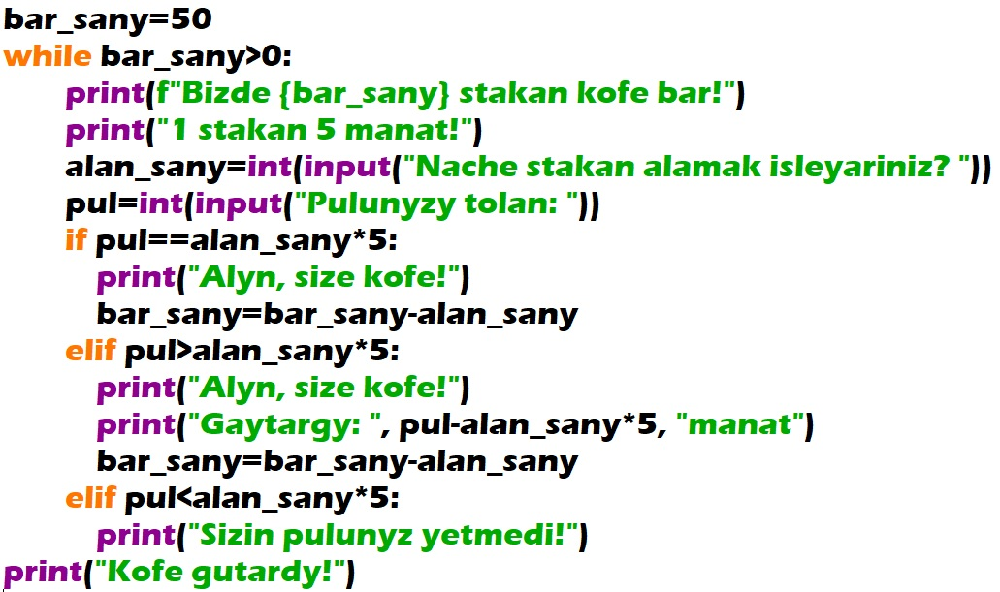 bar_sany=50
while bar_sany>0:
    print(f"Bizde {bar_sany} stakan kofe bar!")
    print("1 stakan 5 manat!")
    alan_sany=int(input("Nache stakan alamak isleyariniz? "))
    pul=int(input("Pulunyzy tolan: "))
    if pul==alan_sany*5:
      print("Alyn, size kofe!")
      bar_sany=bar_sany-alan_sany
    elif pul>alan_sany*5:
      print("Alyn, size kofe!")
      print("Gaytargy: ", pul-alan_sany*5, "manat")
      bar_sany=bar_sany-alan_sany
    elif pul<alan_sany*5:
      print("Sizin pulunyz yetmedi!")
print("Kofe gutardy!")